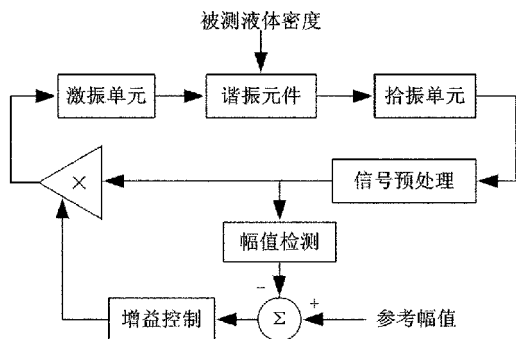 被测液体密度
激振单元
谐振元件
拾振单元
×
信号预处理
幅值检测
−
增益控制
Σ
+
参考幅值